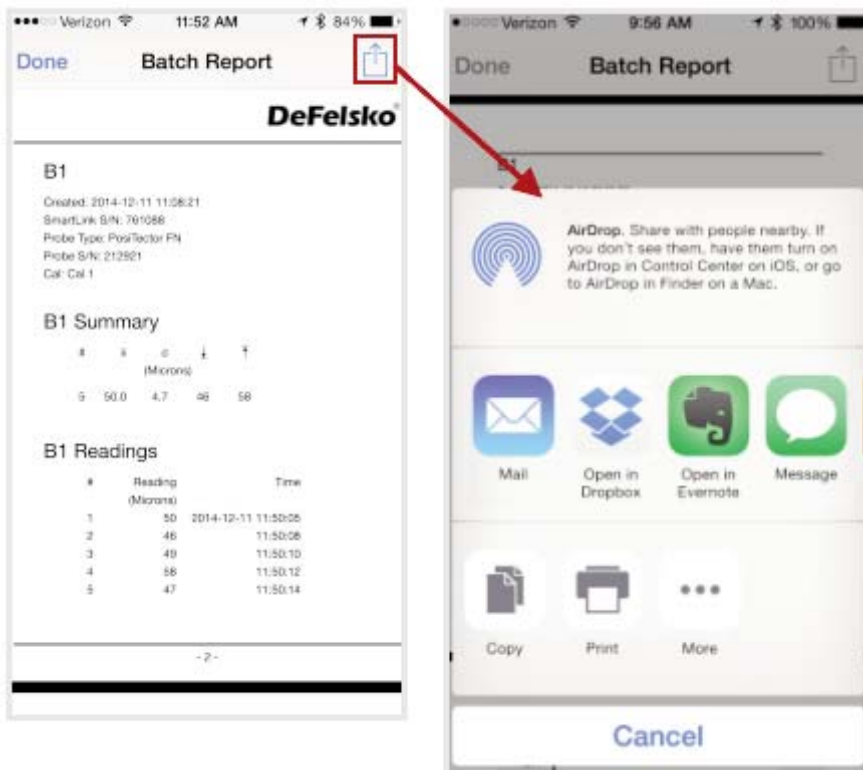 Verizon 11:52 AM 84%
Done Batch Report
DeFelsko
B1
Created: 2014-12-11 11:08:21
SmartLink S/N: 761088
Probe Type: PosiTector FN
Probe S/N: 212921
Cal: Cal 1
B1 Summary
# x̄ σ ↓ ↑
(Microns)
5 50.0 4.7 46 58
B1 Readings
# Reading Time
(Microns)
1 50 2014-12-11 11:50:05
2 46 11:50:08
3 49 11:50:10
4 58 11:50:12
5 47 11:50:14
- 2 -
Verizon 9:56 AM 100%
Done Batch Report
B1
AirDrop. Share with people nearby. If
you don't see them, have them turn on
AirDrop in Control Center on iOS, or go
to AirDrop in Finder on a Mac.
Mail Open in Dropbox Open in Evernote Message
Copy Print More
Cancel